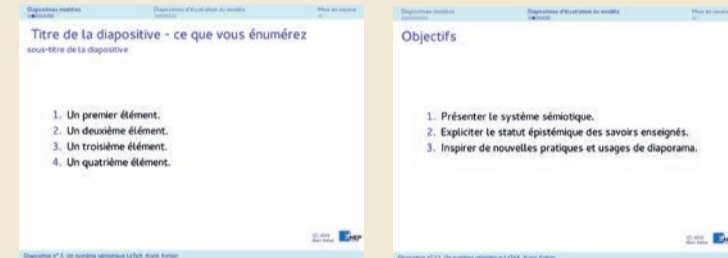 Diapositives modèles
Diapositives d'illustration du modèle
Mise en œuvre
Titre de la diapositive - ce que vous énumérez
sous-titre de la diapositive
1. Un premier élément.
2. Un deuxième élément.
3. Un troisième élément.
4. Un quatrième élément.
HEP
Diapositives modèles
Diapositives d'illustration du modèle
Objectifs
1. Présenter le système sémiotique.
2. Expliciter le statut épistémique des savoirs enseignés.
3. Inspirer de nouvelles pratiques et usages de diaporama.